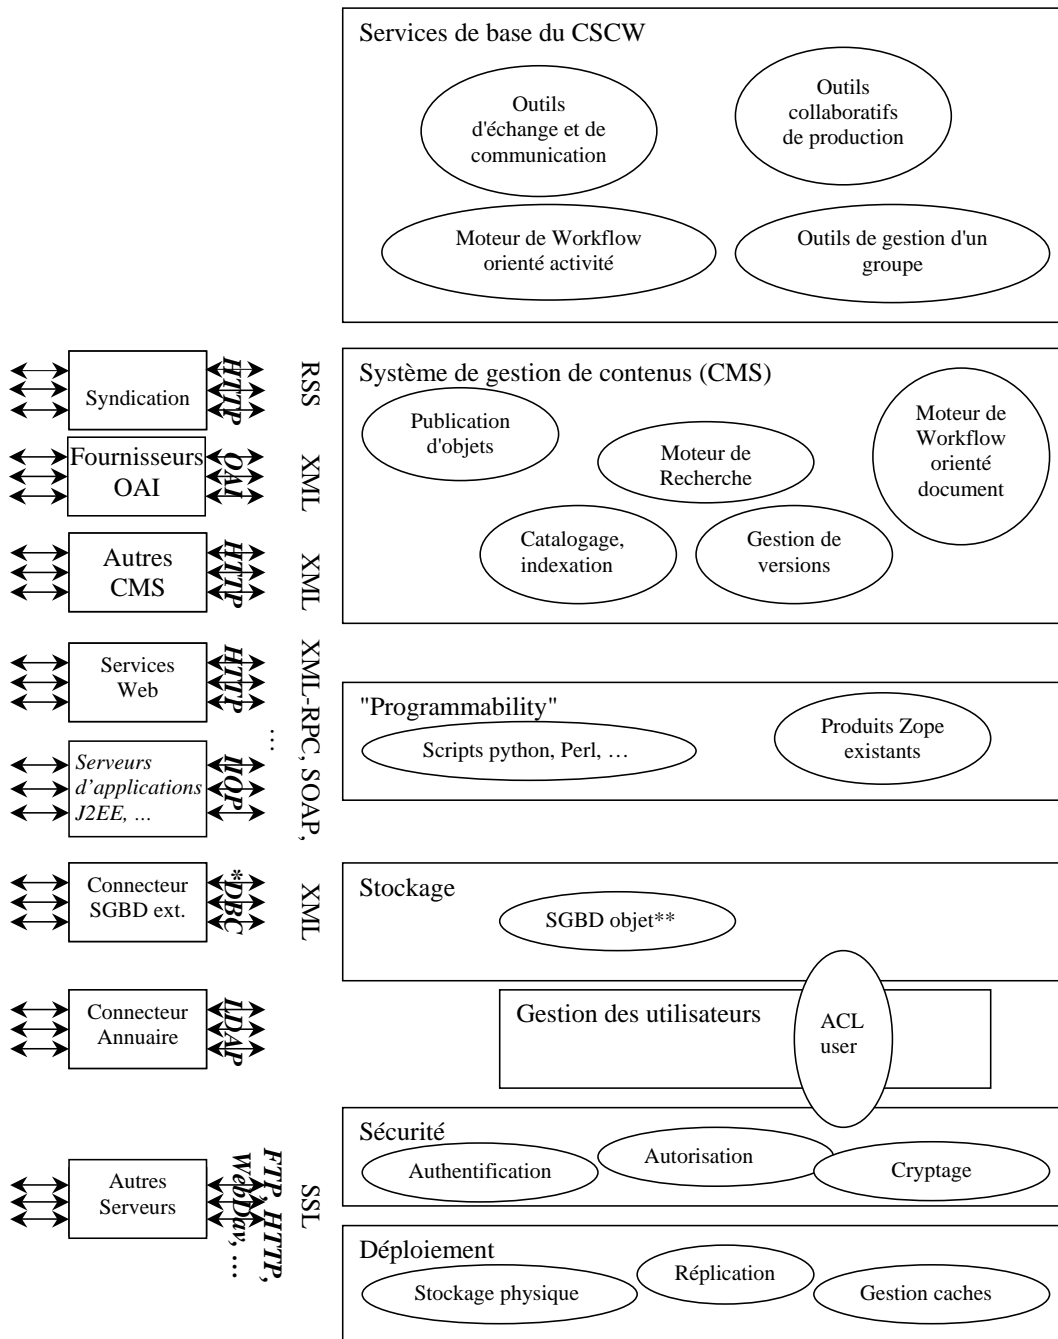 Services de base du CSCW
Outils
d'échange et de
communication
Outils
collaboratifs
de production
Moteur de Workflow
orienté activité
Outils de gestion d'un
groupe
Syndication
HTTP
RSS
Système de gestion de contenus (CMS)
Publication
d'objets
Moteur de
Recherche
Moteur de
Workflow
orienté
document
Catalogage,
indexation
Gestion de
versions
Fournisseurs
OAI
OAI
XML
Autres
CMS
HTTP
XML
Services
Web
HTTP
XML-RPC, SOAP,
…
Serveurs
d'applications
J2EE, …
IIOP
"Programmability"
Scripts python, Perl, …
Produits Zope
existants
Connecteur
SGBD ext.
*DBC
XML
Stockage
SGBD objet**
Connecteur
Annuaire
LDAP
Gestion des utilisateurs
ACL
user
Autres
Serveurs
FTP, HTTP,
WebDav, …
SSL
Sécurité
Authentification
Autorisation
Cryptage
Déploiement
Stockage physique
Réplication
Gestion caches